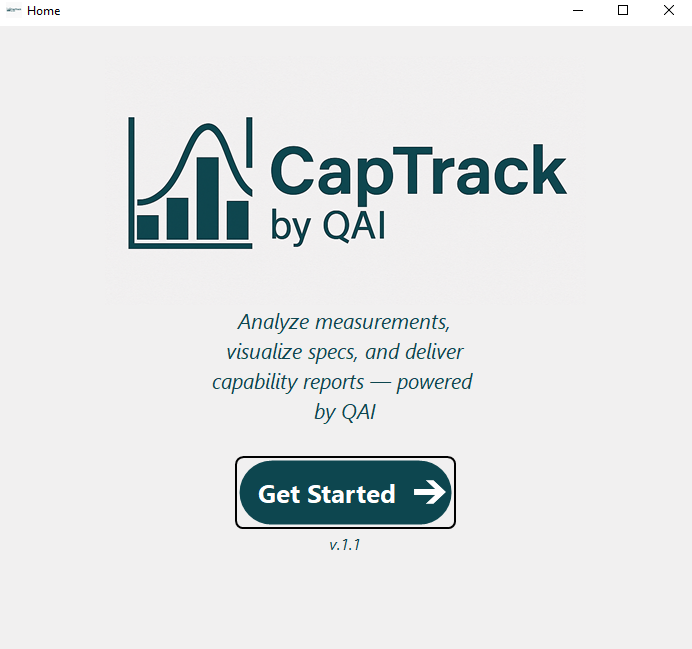 Home
CapTrack
by QAI
Analyze measurements,
visualize specs, and deliver
capability reports — powered
by QAI
Get Started
v.1.1